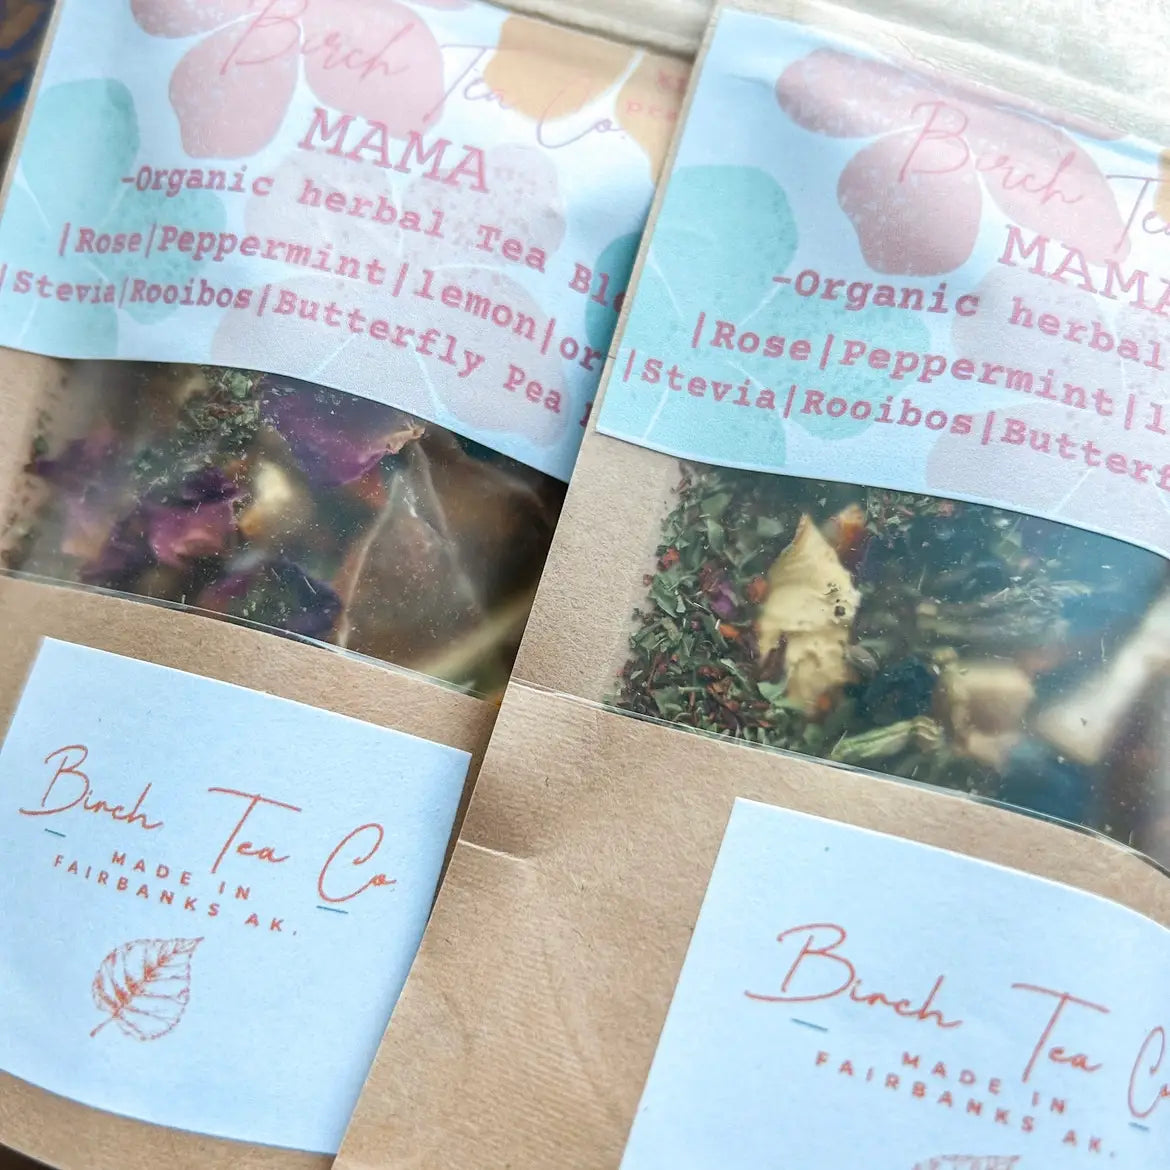 Birch Tea Co.
MAMA
-Organic herbal Tea
|Rose|Peppermint|lemon|or
|Stevia|Rooibos|Butterfly Pea
Birch Tea Co.
MADE IN
FAIRBANKS AK.
Birch Te
MAMA
-Organic herbal
|Rose|Peppermint|l
|Stevia|Rooibos|Butterf
Birch Tea Co
MADE IN
FAIRBANKS AK.